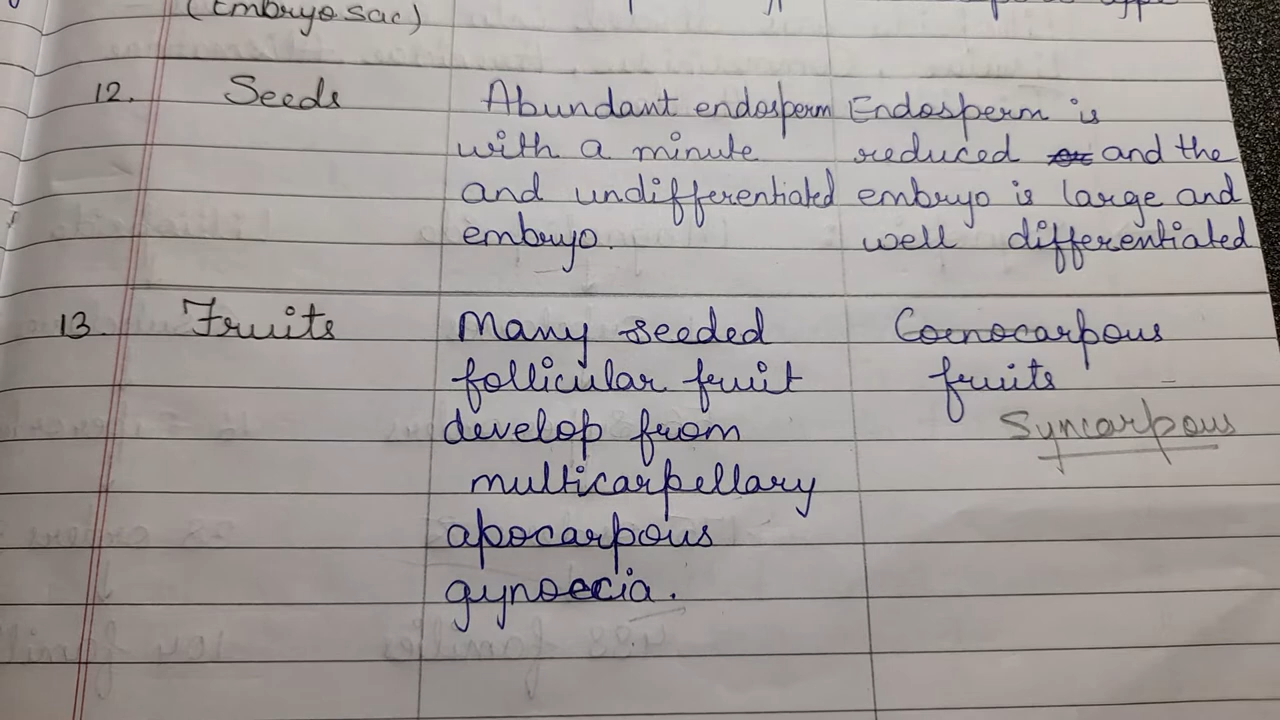 (Embryo sac)
12. Seeds Abundant endosperm Endosperm is
with a minute reduced and the
and undifferentiated embryo is large and
embryo. well differentiated
13 Fruits Many seeded Coenocarpous
follicular fruit fruits
develop from Syncarpous
multicarpellary
apocarpous
gynoecia.